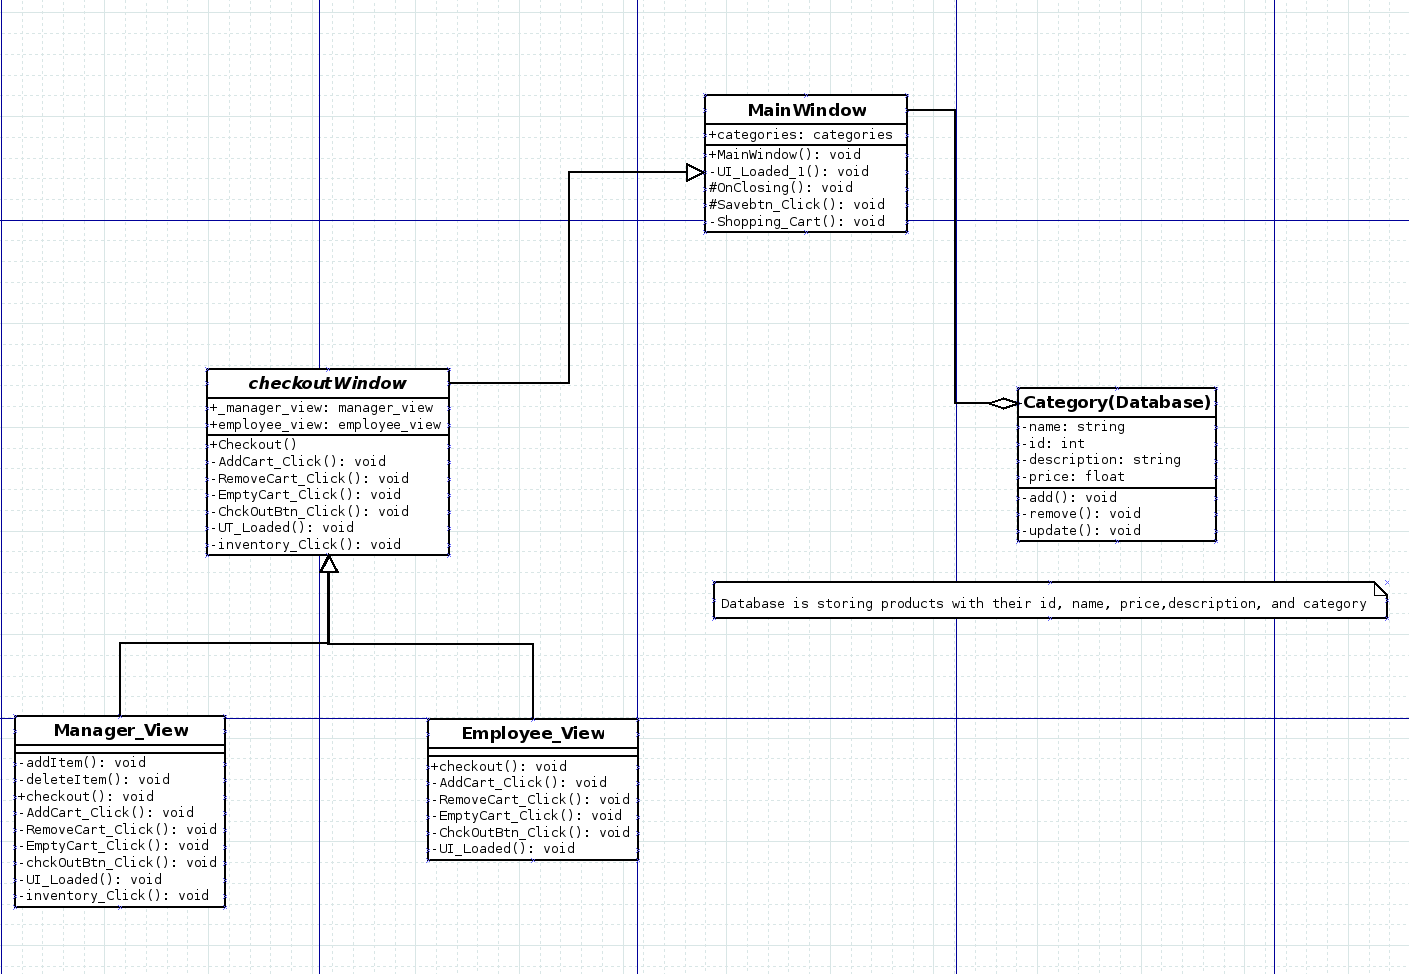 MainWindow
+categories: categories
+MainWindow(): void
-UI_Loaded_1(): void
#OnClosing(): void
#Savebtn_Click(): void
-Shopping_Cart(): void
checkoutWindow
+_manager_view: manager_view
+employee_view: employee_view
+Checkout()
-AddCart_Click(): void
-RemoveCart_Click(): void
-EmptyCart_Click(): void
-ChckOutBtn_Click(): void
-UT_Loaded(): void
-inventory_Click(): void
Category(Database)
-name: string
-id: int
-description: string
-price: float
-add(): void
-remove(): void
-update(): void
Database is storing products with their id, name, price,description, and category
Manager_View
-addItem(): void
-deleteItem(): void
+checkout(): void
-AddCart_Click(): void
-RemoveCart_Click(): void
-EmptyCart_Click(): void
-chckOutBtn_Click(): void
-UI_Loaded(): void
-inventory_Click(): void
Employee_View
+checkout(): void
-AddCart_Click(): void
-RemoveCart_Click(): void
-EmptyCart_Click(): void
-ChckOutBtn_Click(): void
-UI_Loaded(): void